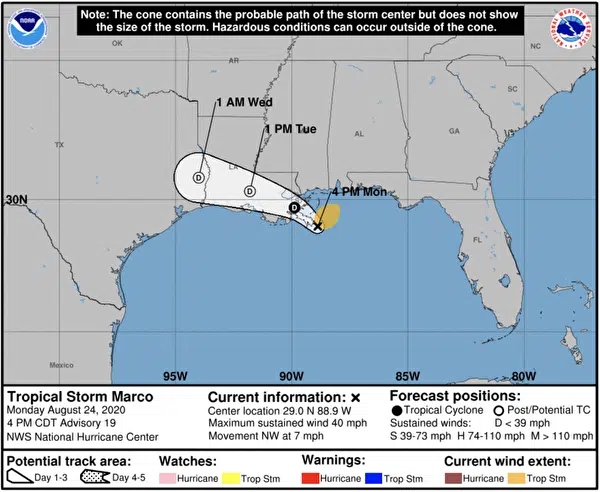 Note: The cone contains the probable path of the storm center but does not show
the size of the storm. Hazardous conditions can occur outside of the cone.
NOAA
NATIONAL WEATHER SERVICE
OK
AR
NC
SC
1 AM Wed
1 PM Tue
TX
LA
MS
AL
GA
D
D
4 PM Mon
30N
D
FL
Mexico
95W
90W
85W
80W
Tropical Storm Marco
Monday August 24, 2020
4 PM CDT Advisory 19
NWS National Hurricane Center
Current information: ×
Center location 29.0 N 88.9 W
Maximum sustained wind 40 mph
Movement NW at 7 mph
Forecast positions:
Tropical Cyclone Post/Potential TC
Sustained winds: D < 39 mph
S 39-73 mph H 74-110 mph M > 110 mph
Potential track area:
Day 1-3 Day 4-5
Watches:
Hurricane Trop Stm
Warnings:
Hurricane Trop Stm
Current wind extent:
Hurricane Trop Stm